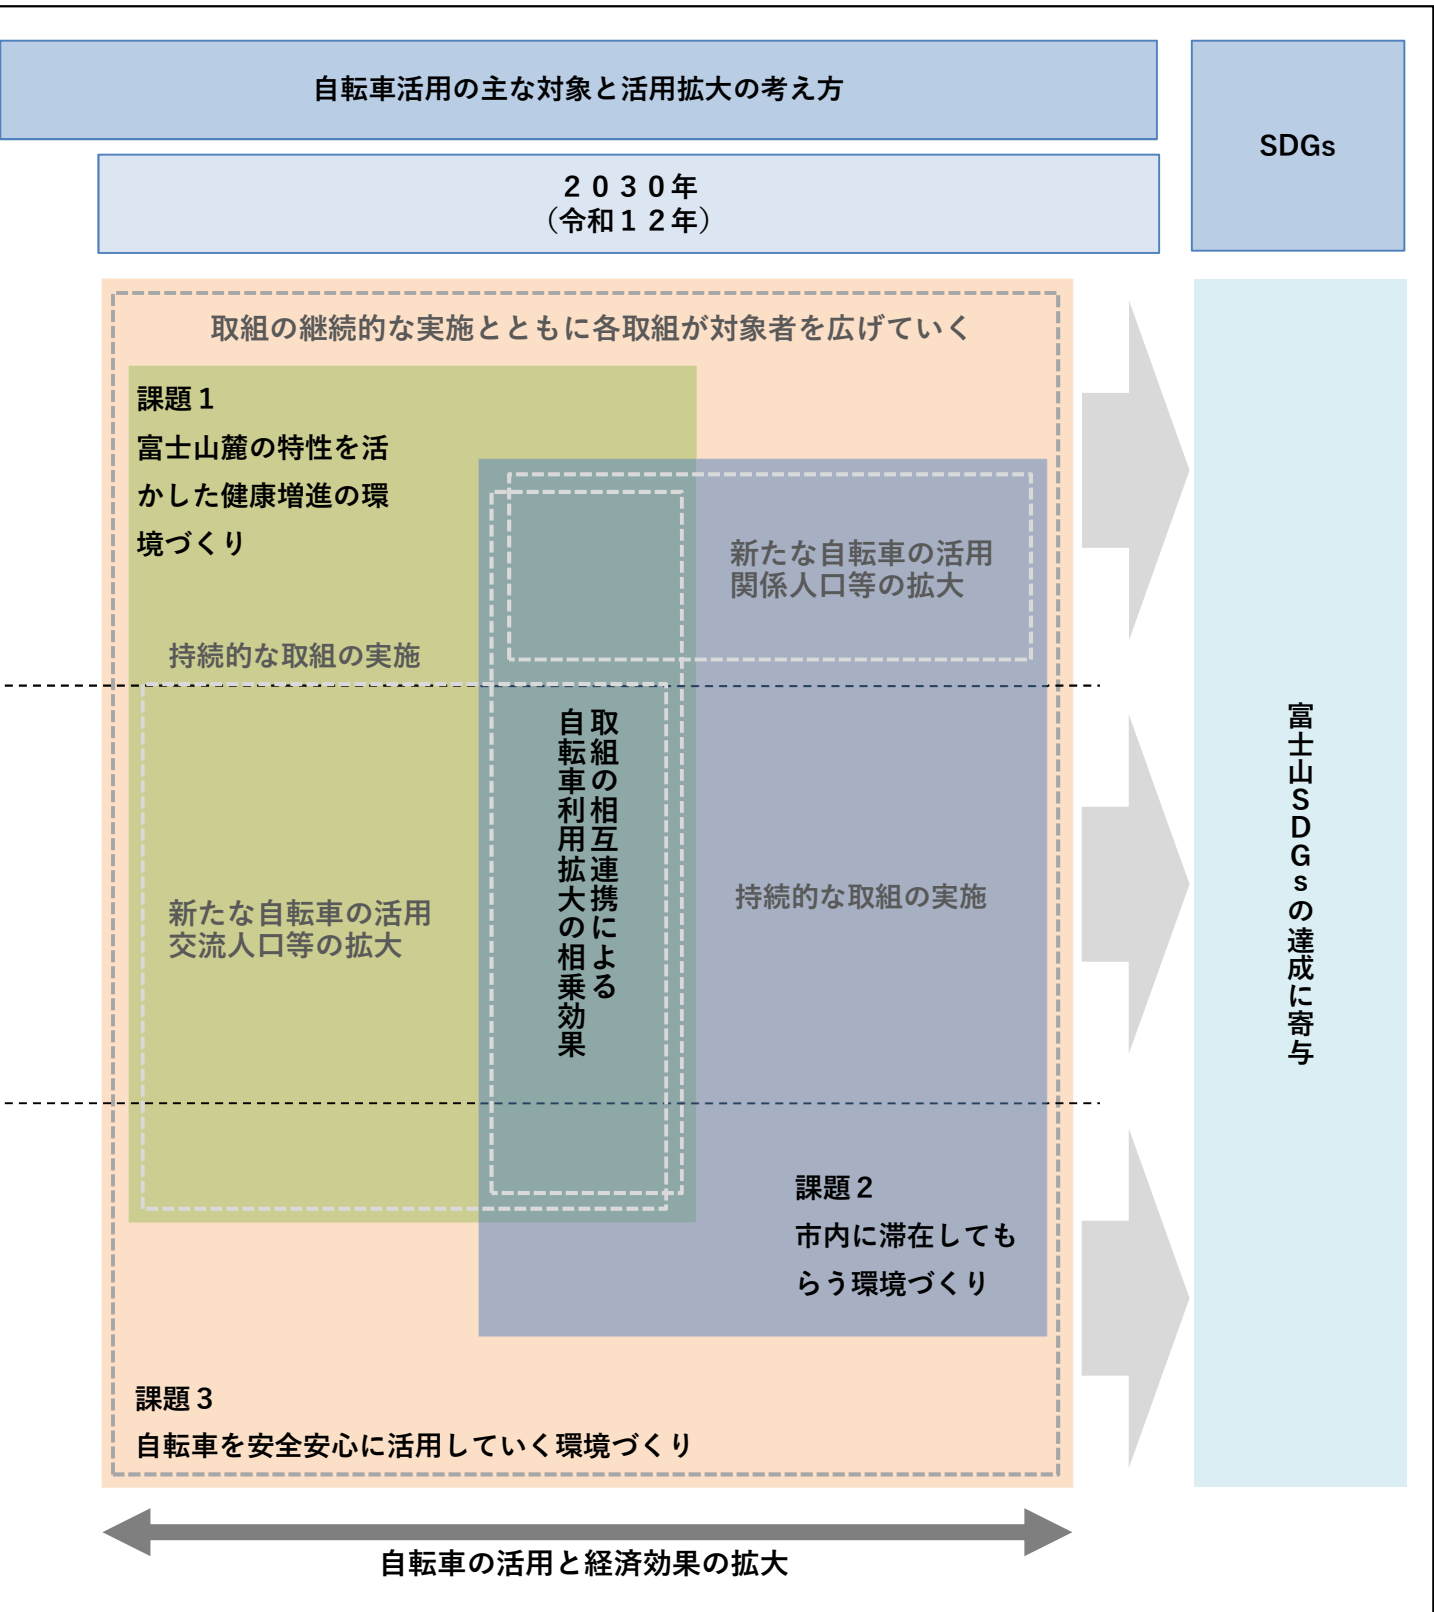 自転車活用の主な対象と活用拡大の考え方
SDGs
２０３０年
（令和１２年）
取組の継続的な実施とともに各取組が対象者を広げていく
課題１
富士山麓の特性を活
かした健康増進の環
境づくり
新たな自転車の活用
関係人口等の拡大
持続的な取組の実施
取組の相互連携による
自転車利用拡大の相乗効果
持続的な取組の実施
新たな自転車の活用
交流人口等の拡大
富士山ＳＤＧｓの達成に寄与
課題２
市内に滞在しても
らう環境づくり
課題３
自転車を安全安心に活用していく環境づくり
自転車の活用と経済効果の拡大